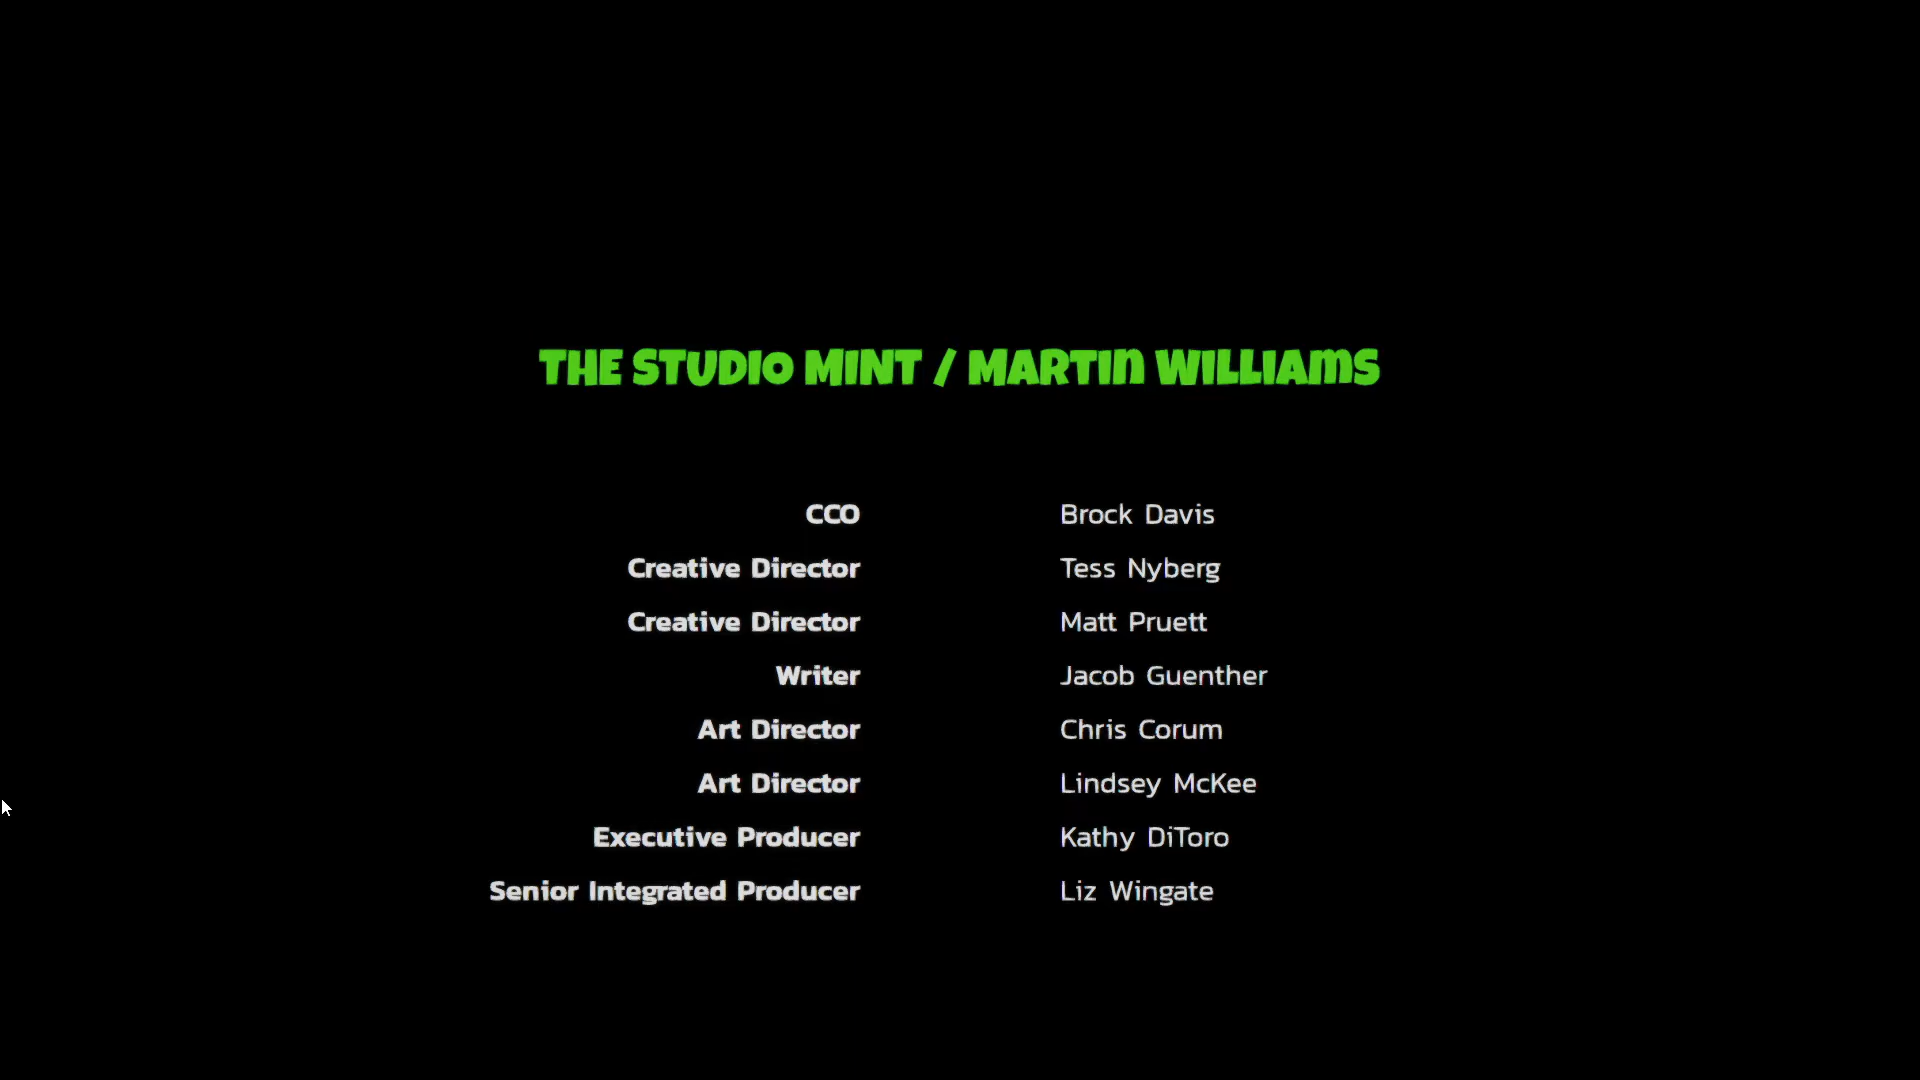 THE STUDIO MINT / MARTIN WILLIAMS
CCO Brock Davis
Creative Director Tess Nyberg
Creative Director Matt Pruett
Writer Jacob Guenther
Art Director Chris Corum
Art Director Lindsey McKee
Executive Producer Kathy DiToro
Senior Integrated Producer Liz Wingate